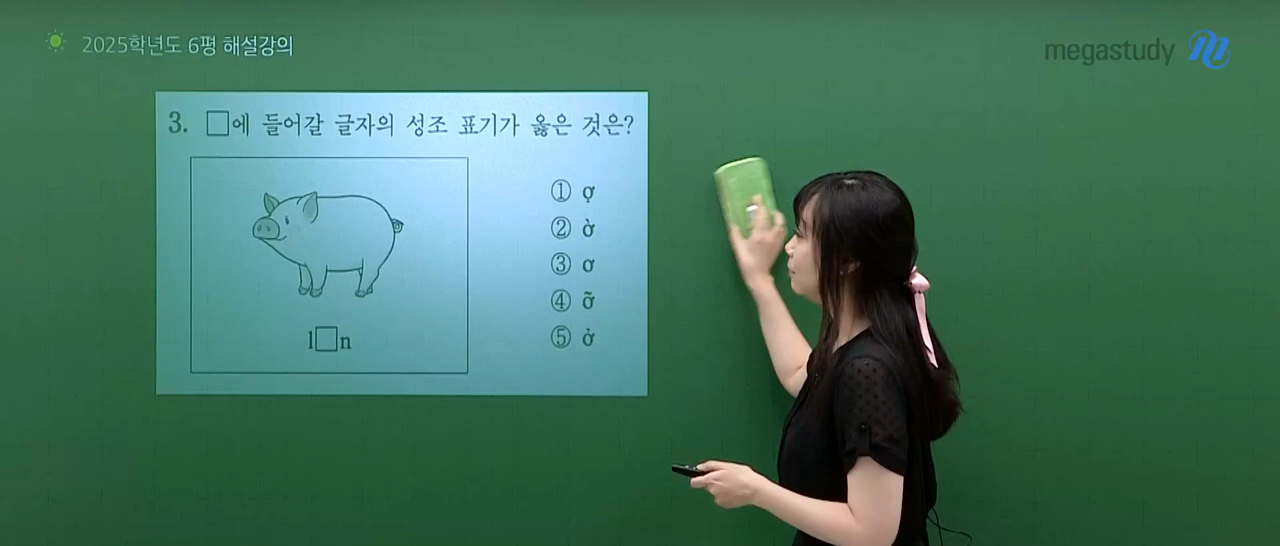 2025학년도 6평 해설강의
megastudy
3. □에 들어갈 글자의 성조 표기가 옳은 것은?
① ợ
② ờ
③ ơ
④ ỡ
⑤ ở
l□n